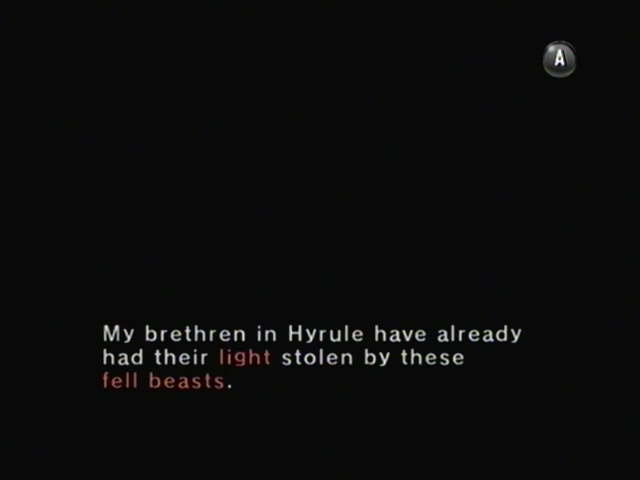 A
My brethren in Hyrule have already
had their light stolen by these
fell beasts.